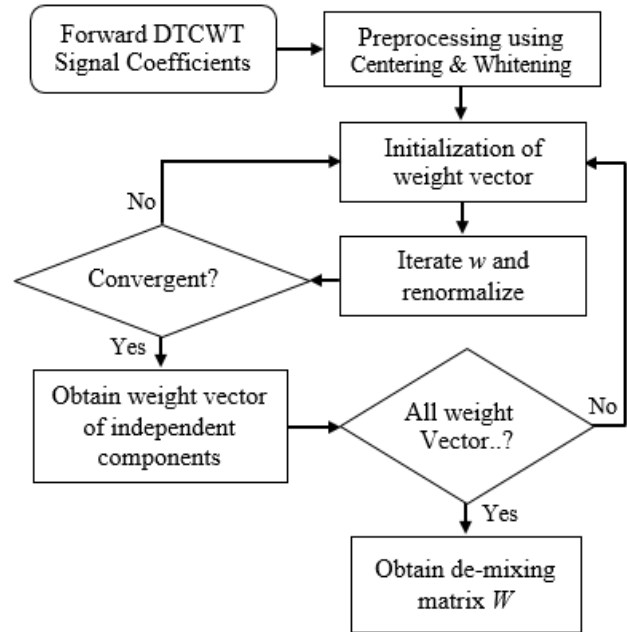 Forward DTCWT
Signal Coefficients
Preprocessing using
Centering & Whitening
Initialization of
weight vector
No
Iterate w and
renormalize
Convergent?
Yes
Obtain weight vector
of independent
components
All weight
Vector..?
No
Yes
Obtain de-mixing
matrix W